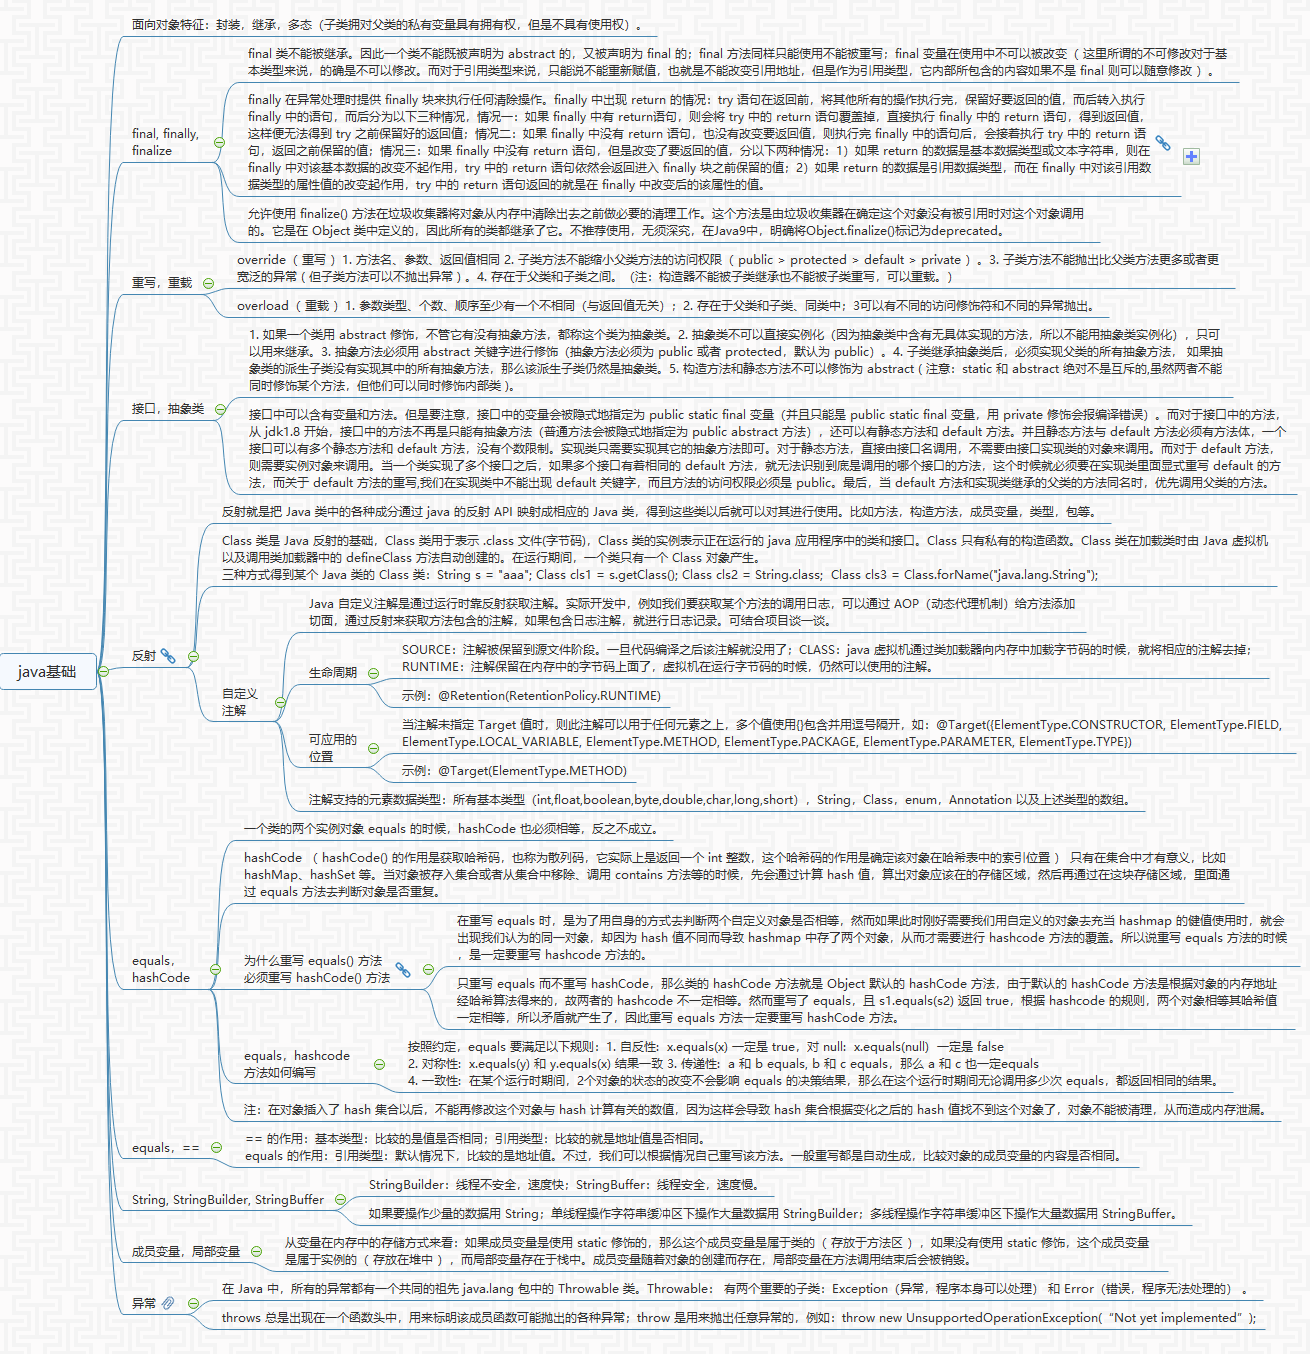 面向对象特征：封装，继承，多态（子类拥对父类的私有变量具有拥有权，但是不具有使用权）。
final 类不能被继承。因此一个类不能既被声明为 abstract 的，又被声明为 final 的；final 方法同样只能使用不能被重写；final 变量在使用中不可以被改变（ 这里所谓的不可修改对于基
本类型来说，的确是不可以修改。而对于引用类型来说，只能说不能重新赋值，也就是不能改变引用地址，但是作为引用类型，它内部所包含的内容如果不是 final 则可以随意修改 ）。
final, finally,
finalize
finally 在异常处理时提供 finally 块来执行任何清除操作。finally 中出现 return 的情况：try 语句在返回前，将其他所有的操作执行完，保留好要返回的值，而后转入执行
finally 中的语句，而后分为以下三种情况，情况一：如果 finally 中有 return语句，则会将 try 中的 return 语句覆盖掉，直接执行 finally 中的 return 语句，得到返回值，
这样便无法得到 try 之前保留好的返回值；情况二：如果 finally 中没有 return 语句，也没有改变要返回值，则执行完 finally 中的语句后，会接着执行 try 中的 return 语
句，返回之前保留的值；情况三：如果 finally 中没有 return 语句，但是改变了要返回的值，分以下两种情况：1）如果 return 的数据是基本数据类型或文本字符串，则在
finally 中对该基本数据的改变不起作用，try 中的 return 语句依然会返回进入 finally 块之前保留的值；2）如果 return 的数据是引用数据类型，而在 finally 中对该引用数
据类型的属性值的改变起作用，try 中的 return 语句返回的就是在 finally 中改变后的该属性的值。
允许使用 finalize() 方法在垃圾收集器将对象从内存中清除出去之前做必要的清理工作。这个方法是由垃圾收集器在确定这个对象没有被引用时对这个对象调用
的。它是在 Object 类中定义的，因此所有的类都继承了它。不推荐使用，无须深究，在Java9中，明确将Object.finalize()标记为deprecated。
重写，重载
override（ 重写 ）1. 方法名、参数、返回值相同 2. 子类方法不能缩小父类方法的访问权限（ public > protected > default > private ）。3. 子类方法不能抛出比父类方法更多或者更
宽泛的异常 ( 但子类方法可以不抛出异常 ) 。4. 存在于父类和子类之间。（注：构造器不能被子类继承也不能被子类重写，可以重载。）
overload（ 重载 ）1. 参数类型、个数、顺序至少有一个不相同（与返回值无关）；2. 存在于父类和子类、同类中；3可以有不同的访问修饰符和不同的异常抛出。
接口，抽象类
1. 如果一个类用 abstract 修饰，不管它有没有抽象方法，都称这个类为抽象类。2. 抽象类不可以直接实例化（因为抽象类中含有无具体实现的方法，所以不能用抽象类实例化），只可
以用来继承。3. 抽象方法必须用 abstract 关键字进行修饰（抽象方法必须为 public 或者 protected，默认为 public）。4. 子类继承抽象类后，必须实现父类的所有抽象方法， 如果抽
象类的派生子类没有实现其中的所有抽象方法，那么该派生子类仍然是抽象类。5. 构造方法和静态方法不可以修饰为 abstract ( 注意：static 和 abstract 绝对不是互斥的,虽然两者不能
同时修饰某个方法，但他们可以同时修饰内部类 )。
接口中可以含有变量和方法。但是要注意，接口中的变量会被隐式地指定为 public static final 变量（并且只能是 public static final 变量，用 private 修饰会报编译错误）。而对于接口中的方法，
从 jdk1.8 开始，接口中的方法不再是只能有抽象方法（普通方法会被隐式地指定为 public abstract 方法），还可以有静态方法和 default 方法。并且静态方法与 default 方法必须有方法体，一个
接口可以有多个静态方法和 default 方法，没有个数限制。实现类只需要实现其它的抽象方法即可。对于静态方法，直接由接口名调用，不需要由接口实现类的对象来调用。而对于 default 方法，
则需要实例对象来调用。当一个类实现了多个接口之后，如果多个接口有着相同的 default 方法，就无法识别到底是调用的哪个接口的方法，这个时候就必须要在实现类里面显式重写 default 的方
法，而关于 default 方法的重写,我们在实现类中不能出现 default 关键字，而且方法的访问权限必须是 public。最后，当 default 方法和实现类继承的父类的方法同名时，优先调用父类的方法。
java基础
反射
反射就是把 Java 类中的各种成分通过 java 的反射 API 映射成相应的 Java 类，得到这些类以后就可以对其进行使用。比如方法，构造方法，成员变量，类型，包等。
Class 类是 Java 反射的基础，Class 类用于表示 .class 文件(字节码)，Class 类的实例表示正在运行的 java 应用程序中的类和接口。Class 只有私有的构造函数。Class 类在加载类时由 Java 虚拟机
以及调用类加载器中的 defineClass 方法自动创建的。在运行期间，一个类只有一个 Class 对象产生。
三种方式得到某个 Java 类的 Class 类：String s = "aaa"; Class cls1 = s.getClass(); Class cls2 = String.class; Class cls3 = Class.forName("java.lang.String");
自定义
注解
Java 自定义注解是通过运行时靠反射获取注解。实际开发中，例如我们要获取某个方法的调用日志，可以通过 AOP（动态代理机制）给方法添加
切面，通过反射来获取方法包含的注解，如果包含日志注解，就进行日志记录。可结合项目谈一谈。
生命周期
SOURCE：注解被保留到源文件阶段。一旦代码编译之后该注解就没用了；CLASS：java 虚拟机通过类加载器向内存中加载字节码的时候，就将相应的注解去掉；
RUNTIME：注解保留在内存中的字节码上面了，虚拟机在运行字节码的时候，仍然可以使用的注解。
示例：@Retention(RetentionPolicy.RUNTIME)
可应用的
位置
当注解未指定 Target 值时，则此注解可以用于任何元素之上，多个值使用{}包含并用逗号隔开，如：@Target({ElementType.CONSTRUCTOR, ElementType.FIELD,
ElementType.LOCAL_VARIABLE, ElementType.METHOD, ElementType.PACKAGE, ElementType.PARAMETER, ElementType.TYPE})
示例：@Target(ElementType.METHOD)
注解支持的元素数据类型：所有基本类型（int,float,boolean,byte,double,char,long,short），String，Class，enum，Annotation 以及上述类型的数组。
equals，
hashCode
一个类的两个实例对象 equals 的时候，hashCode 也必须相等，反之不成立。
hashCode （ hashCode() 的作用是获取哈希码，也称为散列码，它实际上是返回一个 int 整数，这个哈希码的作用是确定该对象在哈希表中的索引位置 ） 只有在集合中才有意义，比如
hashMap、hashSet 等。当对象被存入集合或者从集合中移除、调用 contains 方法等的时候，先会通过计算 hash 值，算出对象应该在的存储区域，然后再通过在这块存储区域，里面通
过 equals 方法去判断对象是否重复。
为什么重写 equals() 方法
必须重写 hashCode() 方法
在重写 equals 时，是为了用自身的方式去判断两个自定义对象是否相等，然而如果此时刚好需要我们用自定义的对象去充当 hashmap 的健值使用时，就会
出现我们认为的同一对象，却因为 hash 值不同而导致 hashmap 中存了两个对象，从而才需要进行 hashcode 方法的覆盖。所以说重写 equals 方法的时候
，是一定要重写 hashcode 方法的。
只重写 equals 而不重写 hashCode，那么类的 hashCode 方法就是 Object 默认的 hashCode 方法，由于默认的 hashCode 方法是根据对象的内存地址
经哈希算法得来的，故两者的 hashcode 不一定相等。然而重写了 equals，且 s1.equals(s2) 返回 true，根据 hashcode 的规则，两个对象相等其哈希值
一定相等，所以矛盾就产生了，因此重写 equals 方法一定要重写 hashCode 方法。
equals，hashcode
方法如何编写
按照约定，equals 要满足以下规则：1. 自反性：x.equals(x) 一定是 true，对 null：x.equals(null) 一定是 false
2. 对称性：x.equals(y) 和 y.equals(x) 结果一致 3. 传递性：a 和 b equals, b 和 c equals，那么 a 和 c 也一定equals
4. 一致性：在某个运行时期间，2个对象的状态的改变不会影响 equals 的决策结果，那么在这个运行时期间无论调用多少次 equals，都返回相同的结果。
注：在对象插入了 hash 集合以后，不能再修改这个对象与 hash 计算有关的数值，因为这样会导致 hash 集合根据变化之后的 hash 值找不到这个对象了，对象不能被清理，从而造成内存泄漏。
equals，==
== 的作用：基本类型：比较的是值是否相同；引用类型：比较的就是地址值是否相同。
equals 的作用：引用类型：默认情况下，比较的是地址值。不过，我们可以根据情况自己重写该方法。一般重写都是自动生成，比较对象的成员变量的内容是否相同。
String, StringBuilder, StringBuffer
StringBuilder：线程不安全，速度快；StringBuffer：线程安全，速度慢。
如果要操作少量的数据用 String；单线程操作字符串缓冲区下操作大量数据用 StringBuilder；多线程操作字符串缓冲区下操作大量数据用 StringBuffer。
成员变量，局部变量
从变量在内存中的存储方式来看：如果成员变量是使用 static 修饰的，那么这个成员变量是属于类的（ 存放于方法区 ），如果没有使用 static 修饰，这个成员变量
是属于实例的（ 存放在堆中 ），而局部变量存在于栈中。成员变量随着对象的创建而存在，局部变量在方法调用结束后会被销毁。
异常
在 Java 中，所有的异常都有一个共同的祖先 java.lang 包中的 Throwable 类。Throwable： 有两个重要的子类：Exception（异常，程序本身可以处理） 和 Error（错误，程序无法处理的） 。
throws 总是出现在一个函数头中，用来标明该成员函数可能抛出的各种异常；throw 是用来抛出任意异常的，例如：throw new UnsupportedOperationException(“Not yet implemented”);